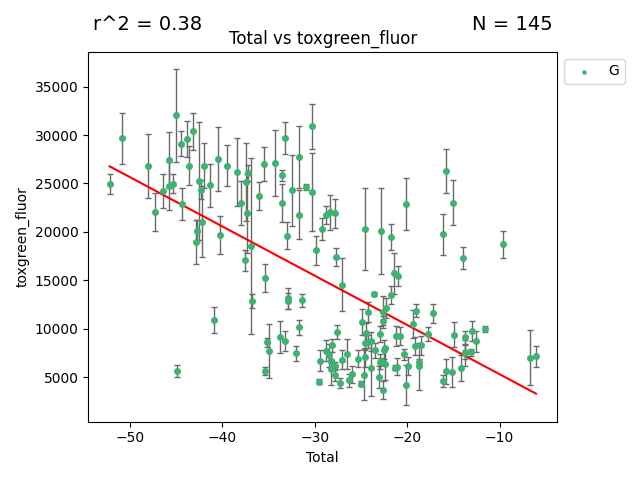 r^2 = 0.38
N = 145
Total vs toxgreen_fluor
G
35000
30000
25000
20000
15000
10000
5000
toxgreen_fluor
−50
−40
−30
−20
−10
Total